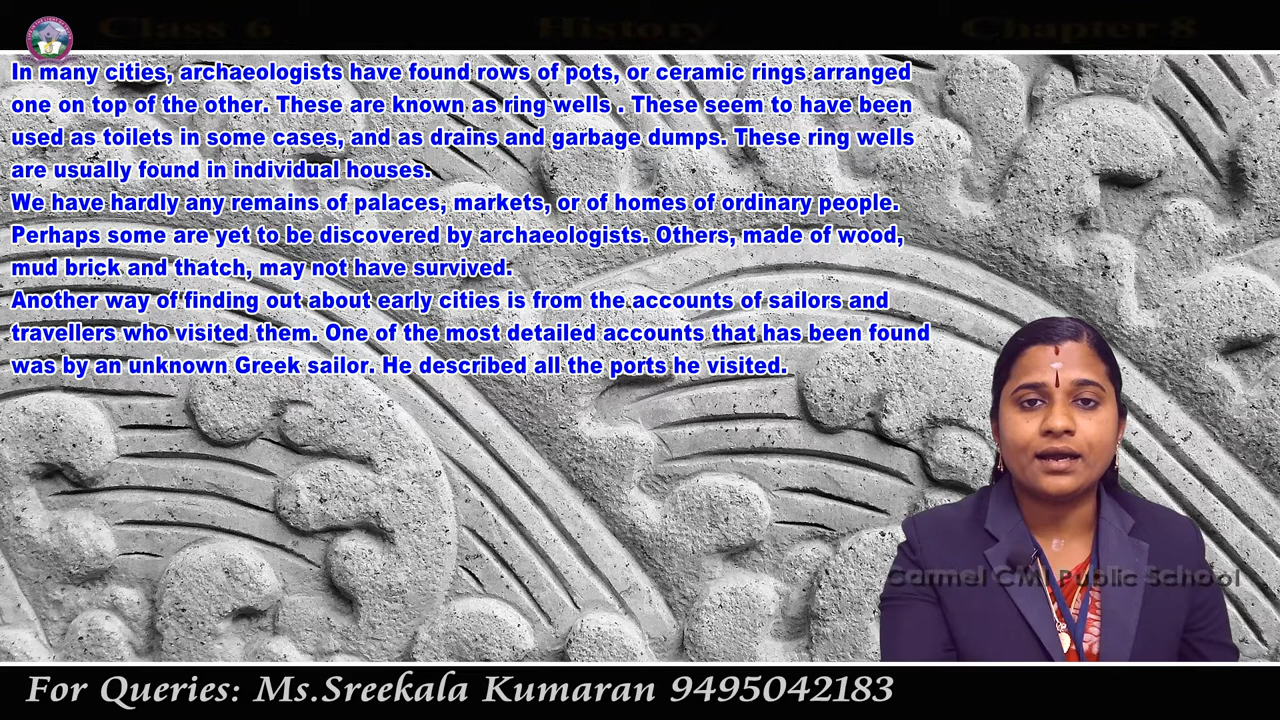 Class 6 History Chapter 8
In many cities, archaeologists have found rows of pots, or ceramic rings arranged
one on top of the other. These are known as ring wells . These seem to have been
used as toilets in some cases, and as drains and garbage dumps. These ring wells
are usually found in individual houses.
We have hardly any remains of palaces, markets, or of homes of ordinary people.
Perhaps some are yet to be discovered by archaeologists. Others, made of wood,
mud brick and thatch, may not have survived.
Another way of finding out about early cities is from the accounts of sailors and
travellers who visited them. One of the most detailed accounts that has been found
was by an unknown Greek sailor. He described all the ports he visited.
Carmel CMI Public School
For Queries: Ms.Sreekala Kumaran 9495042183